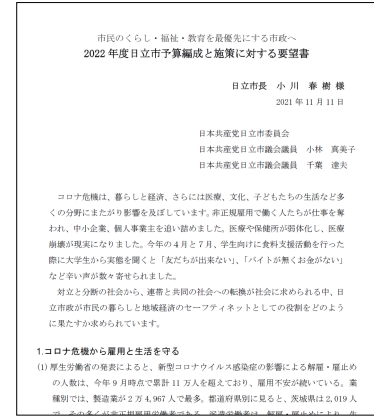 市民のくらし・福祉・教育を最優先にする市政へ
2022 年度日立市予算編成と施策に対する要望書
日立市長 小 川 春 樹 様
2021 年 11 月 11 日
日本共産党日立市委員会
日本共産党日立市議会議員 小林 真美子
日本共産党日立市議会議員 千葉 達夫
コロナ危機は、暮らしと経済、さらには医療、文化、子どもたちの生活など多
くの分野にまたがり影響を及ぼしています。非正規雇用で働く人たちが仕事を奪
われ、中小企業、個人事業主を追い詰めました。医療や保健所が弱体化し、医療
崩壊が現実になりました。今年の4月と7月、学生向けに食料支援活動を行った
際に大学生から実態を聞くと「友だちが出来ない」、「バイトが無くお金がない」
など辛い声が数々寄せられました。
対立と分断の社会から、連帯と共同の社会への転換が社会に求められる中、日
立市政が市民の暮らしと地域経済のセーフティネットとしての役割をどのよう
に果たすか求められています。
1.コロナ危機から雇用と生活を守る
(1) 厚生労働省の発表によると、新型コロナウイルス感染症の影響による解雇・雇止め
の人数は、今年 9 月時点で累計 11 万人を超えており、雇用不安が続いている。業
種別では、製造業が 2 万 4,967 人で最多。都道府県別に見ると、茨城県は 2,019 人